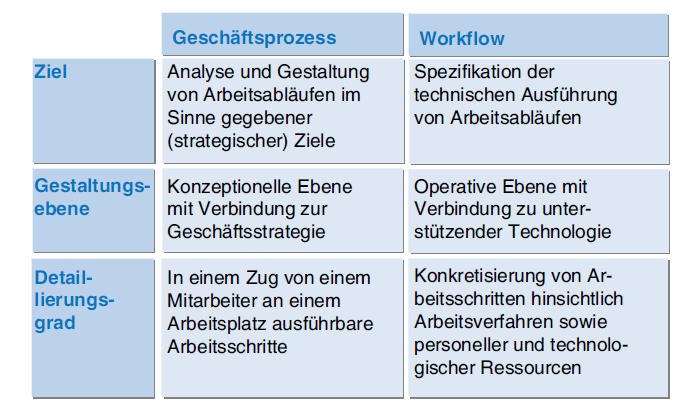 Geschäftsprozess
Workflow
Ziel
Analyse und Gestaltung
von Arbeitsabläufen im
Sinne gegebener
(strategischer) Ziele
Spezifikation der
technischen Ausführung
von Arbeitsabläufen
Gestaltungs-
ebene
Konzeptionelle Ebene
mit Verbindung zur
Geschäftsstrategie
Operative Ebene mit
Verbindung zu unter-
stützender Technologie
Detail-
lierungs-
grad
In einem Zug von einem
Mitarbeiter an einem
Arbeitsplatz ausführbare
Arbeitsschritte
Konkretisierung von Ar-
beitsschritten hinsichtlich
Arbeitsverfahren sowie
personeller und technolo-
gischer Ressourcen